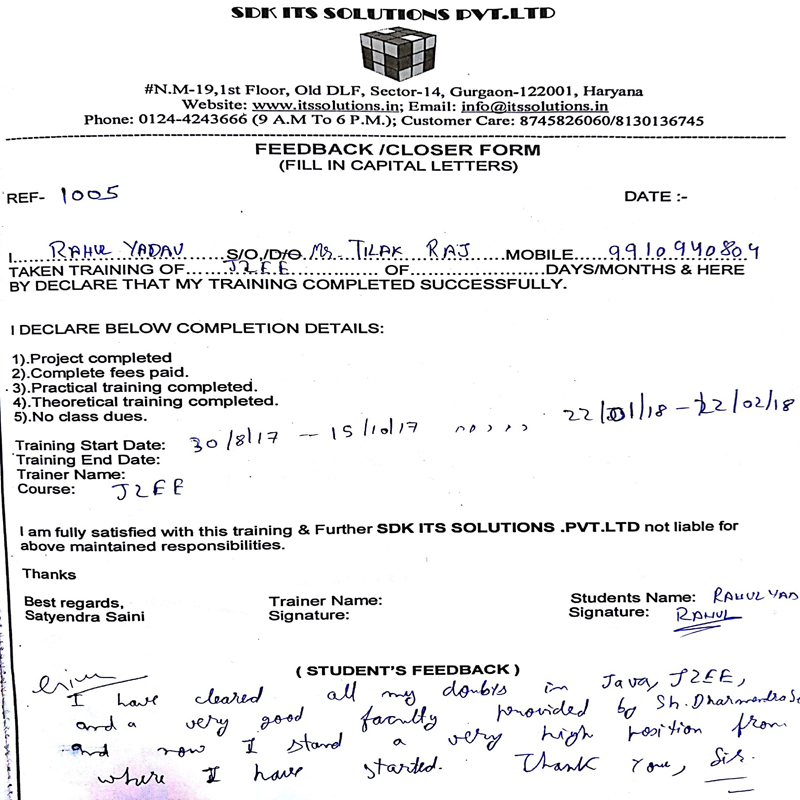 SDK ITS SOLUTIONS PVT.LTD
#N.M-19,1st Floor, Old DLF, Sector-14, Gurgaon-122001, Haryana
Website: www.itssolutions.in; Email: info@itssolutions.in
Phone: 0124-4243666 (9 A.M To 6 P.M.); Customer Care: 8745826060/8130136745
FEEDBACK /CLOSER FORM
(FILL IN CAPITAL LETTERS)
REF- 1005 DATE :-
I.... RAHUL YADAV ......S/O,/D/O Mr. TILAK RAJ ......MOBILE.... 9910940804
TAKEN TRAINING OF...... J2EE .................. OF........................DAYS/MONTHS & HERE
BY DECLARE THAT MY TRAINING COMPLETED SUCCESSFULLY.
I DECLARE BELOW COMPLETION DETAILS:
1).Project completed
2).Complete fees paid.
3).Practical training completed.
4).Theoretical training completed.
5).No class dues.
Training Start Date: 30/8/17 - 15/10/17 ,,,,, 22/01/18 - 22/02/18
Training End Date:
Trainer Name:
Course: J2EE
I am fully satisfied with this training & Further SDK ITS SOLUTIONS .PVT.LTD not liable for
above maintained responsibilities.
Thanks
Best regards, Trainer Name: Students Name: RAHUL YAD
Satyendra Saini Signature: Signature: RAHUL
( STUDENT'S FEEDBACK )
I have cleared all my doubts in Java, J2EE,
and a very good faculty provided by Sh. Dharmendra
and now I stand a very high position from
where I have started. Thank You, Sir.